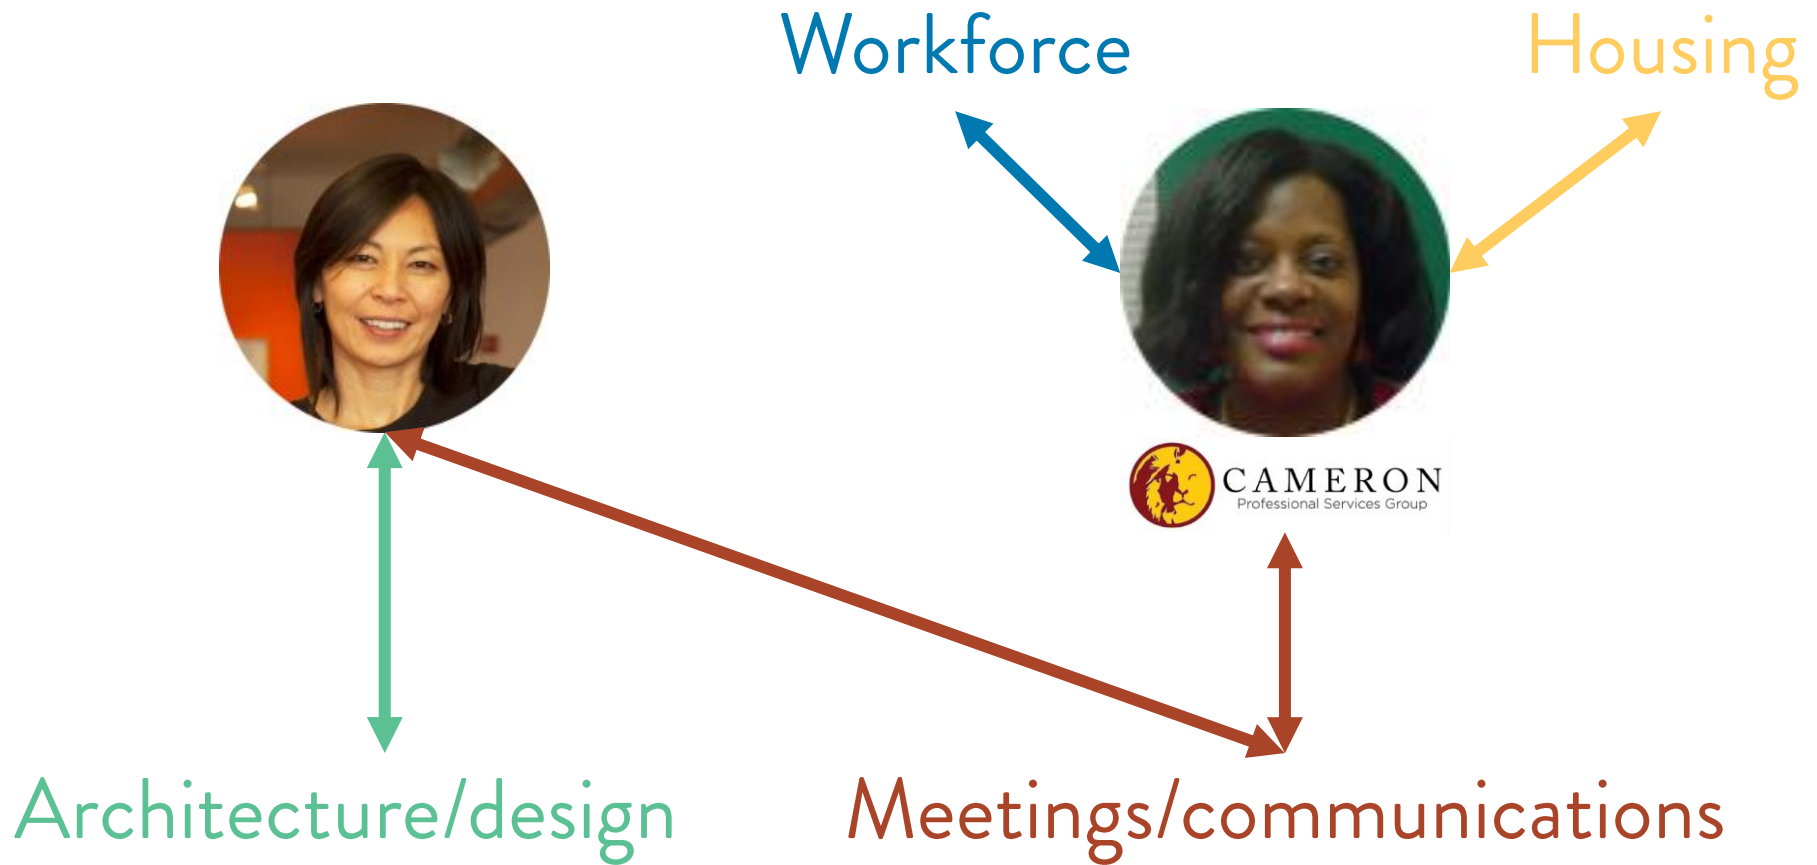 Workforce
Housing
CAMERON
Professional Services Group
Architecture/design
Meetings/communications